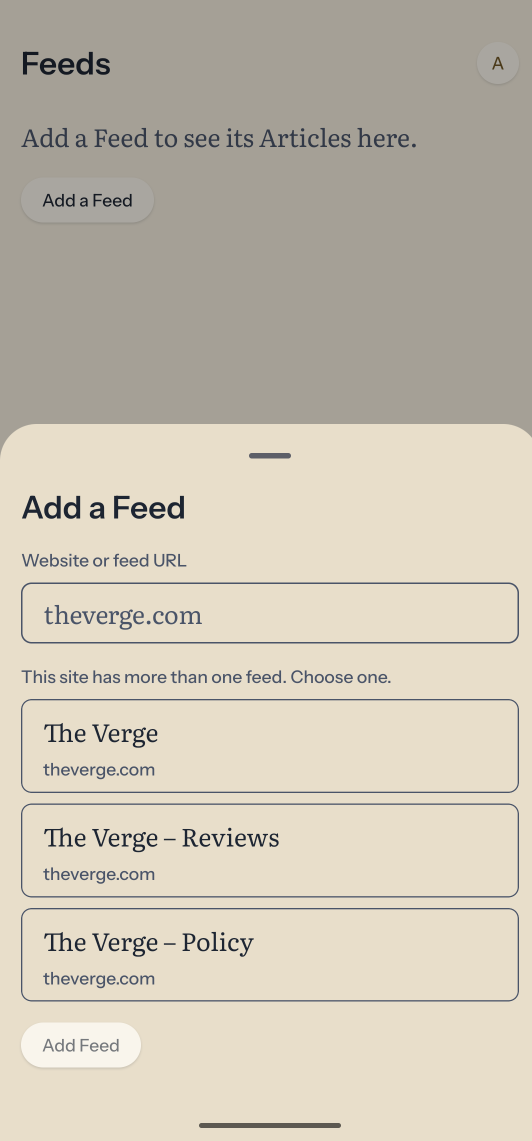 Feeds
A
Add a Feed to see its Articles here.
Add a Feed
Add a Feed
Website or feed URL
theverge.com
This site has more than one feed. Choose one.
The Verge
theverge.com
The Verge – Reviews
theverge.com
The Verge – Policy
theverge.com
Add Feed